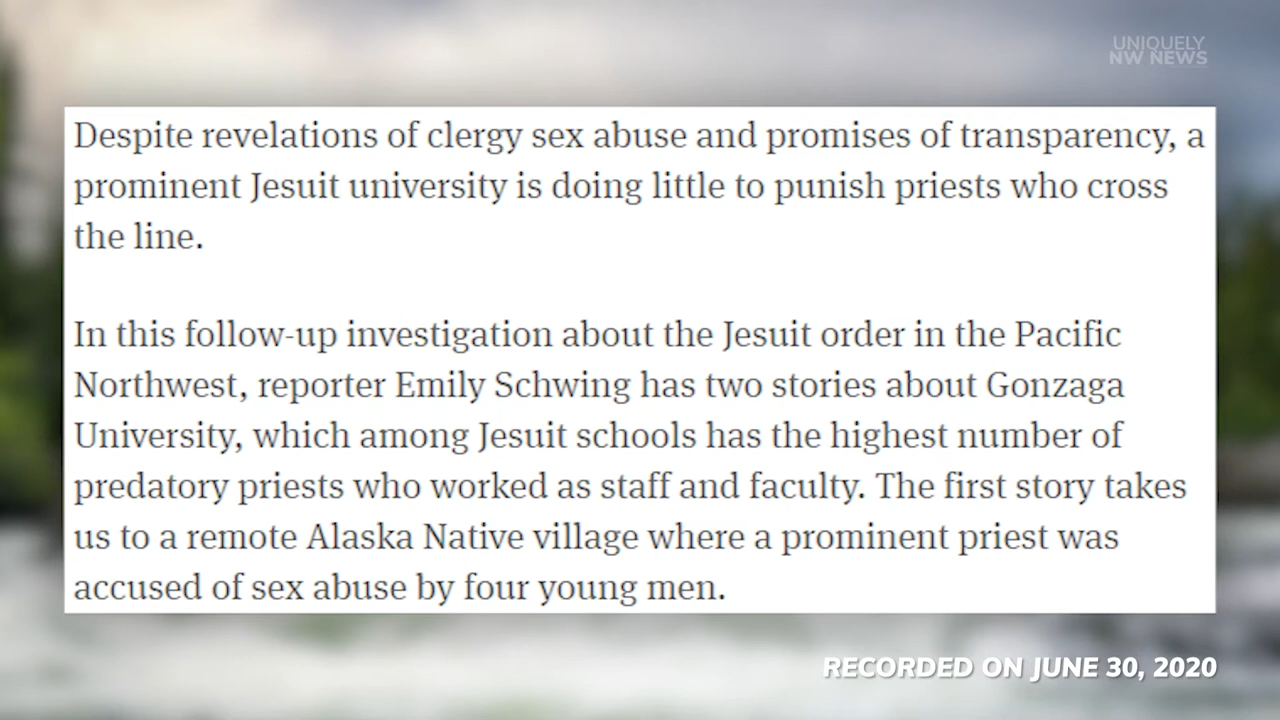 UNIQUELY
NW NEWS
Despite revelations of clergy sex abuse and promises of transparency, a
prominent Jesuit university is doing little to punish priests who cross
the line.
In this follow-up investigation about the Jesuit order in the Pacific
Northwest, reporter Emily Schwing has two stories about Gonzaga
University, which among Jesuit schools has the highest number of
predatory priests who worked as staff and faculty. The first story takes
us to a remote Alaska Native village where a prominent priest was
accused of sex abuse by four young men.
RECORDED ON JUNE 30, 2020